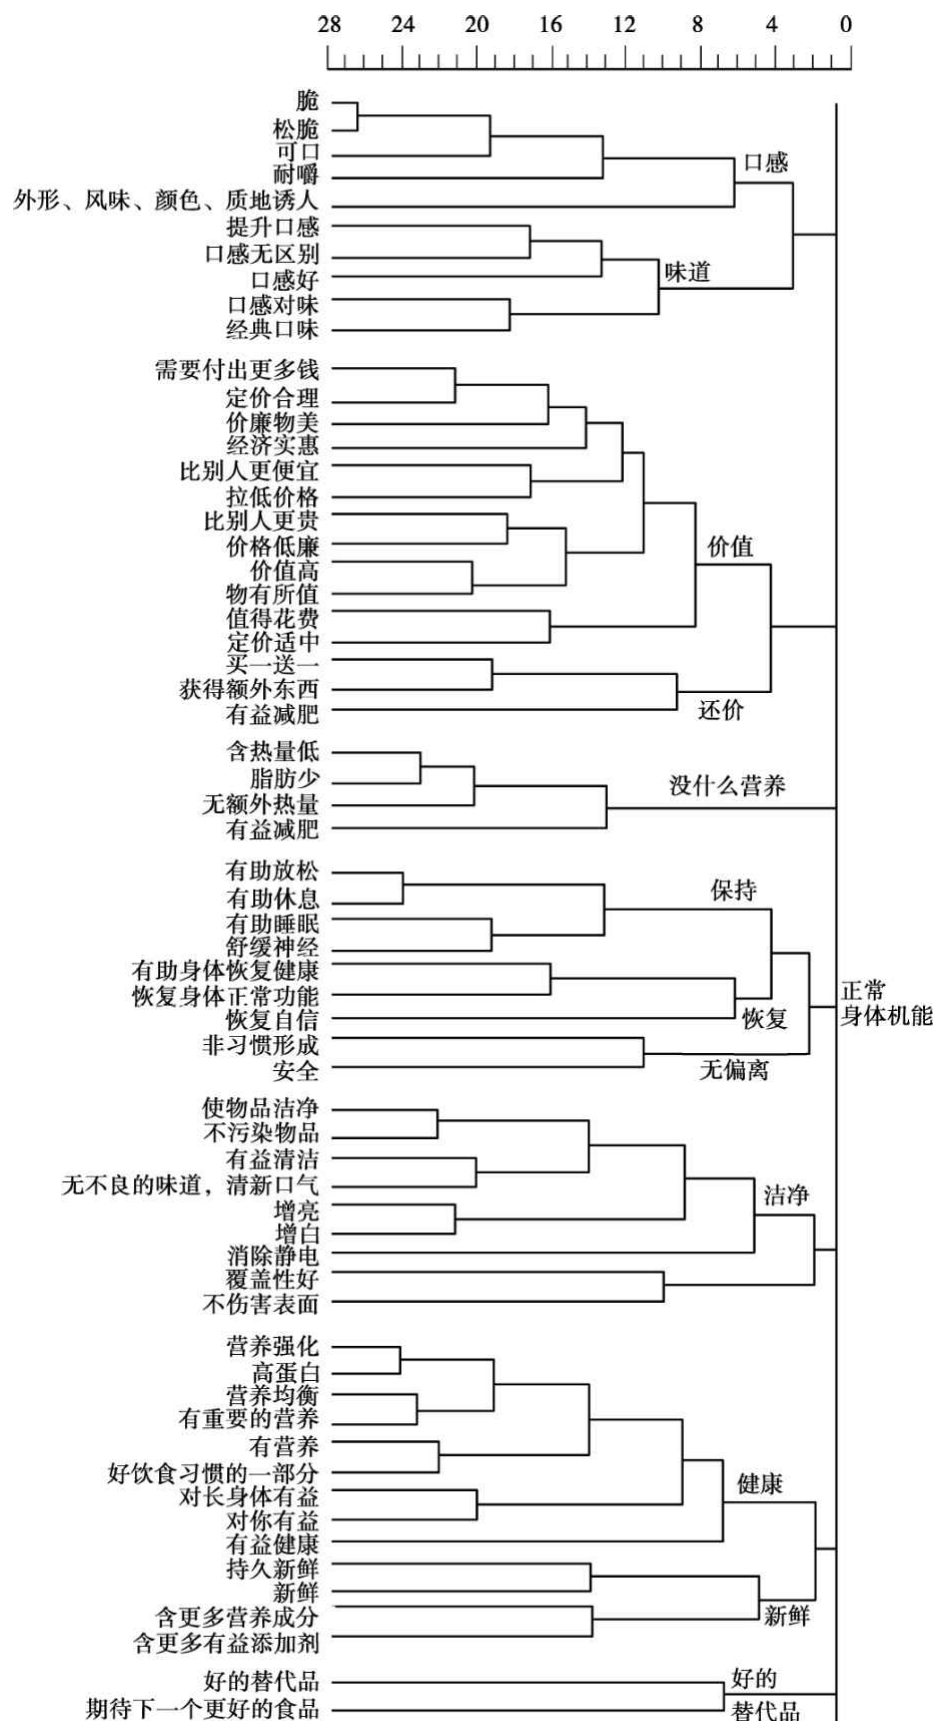 28 24 20 16 12 8 4 0
脆
松脆
可口
耐嚼
口感
外形、风味、颜色、质地诱人
提升口感
口感无区别
口感好
味道
口感对味
经典口味
需要付出更多钱
定价合理
价廉物美
经济实惠
比别人更便宜
拉低价格
比别人更贵
价格低廉
价值
价值高
物有所值
值得花费
定价适中
买一送一
获得额外东西
有益减肥
还价
含热量低
脂肪少
没什么营养
无额外热量
有益减肥
有助放松
有助休息
保持
有助睡眠
舒缓神经
有助身体恢复健康
恢复身体正常功能
正常
身体机能
恢复自信
恢复
非习惯形成
安全
无偏离
使物品洁净
不污染物品
有益清洁
无不良的味道，清新口气
洁净
增亮
增白
消除静电
覆盖性好
不伤害表面
营养强化
高蛋白
营养均衡
有重要的营养
有营养
好饮食习惯的一部分
健康
对长身体有益
对你有益
有益健康
持久新鲜
新鲜
含更多营养成分
新鲜
含更多有益添加剂
好的替代品
好的
替代品
期待下一个更好的食品